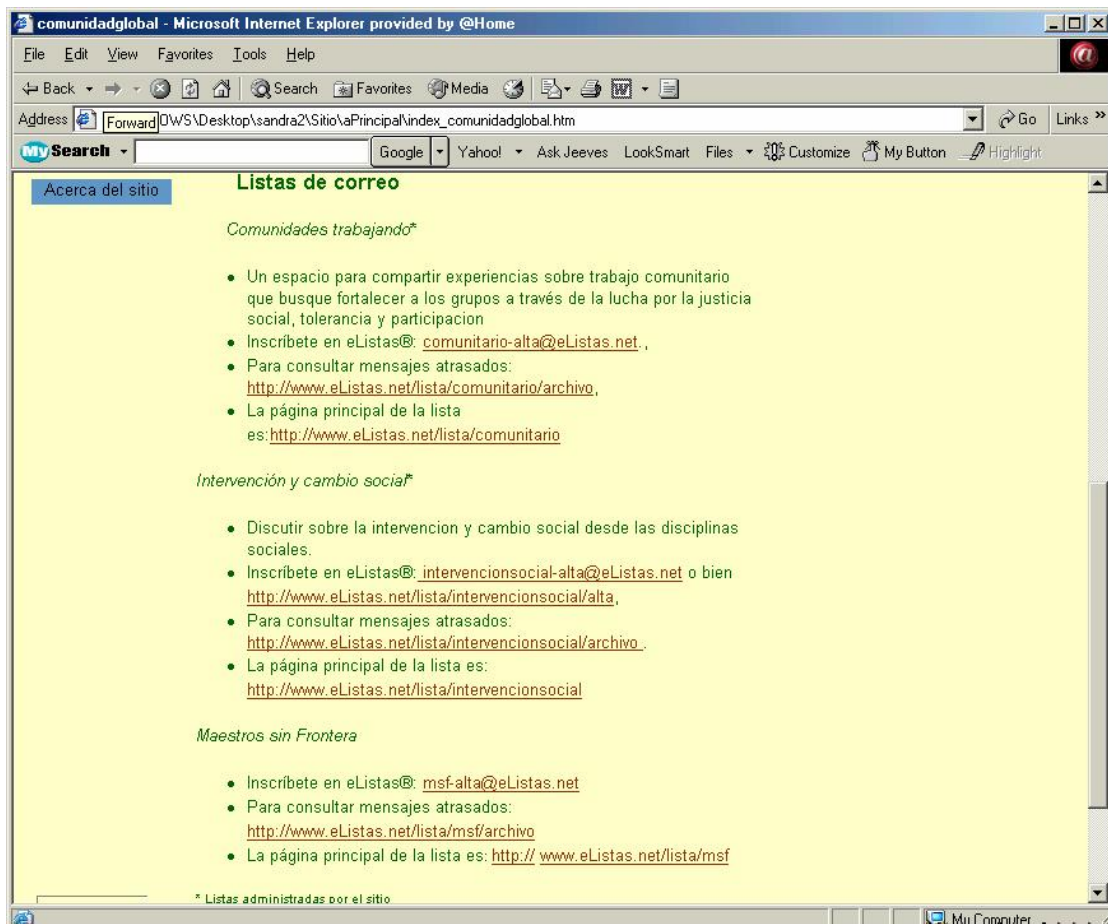 comunidadglobal - Microsoft Internet Explorer provided by @Home
File Edit View Favorites Tools Help
Back Search Favorites Media
Address Forward OWS\Desktop\sandra2\Sitio\aPrincipal\index_comunidadglobal.htm Go Links »
My Search Google Yahoo! Ask Jeeves LookSmart Files Customize My Button Highlight
Acerca del sitio
Listas de correo
Comunidades trabajando*
• Un espacio para compartir experiencias sobre trabajo comunitario
que busque fortalecer a los grupos a través de la lucha por la justicia
social, tolerancia y participacion
• Inscríbete en eListas®: comunitario-alta@eListas.net.,
• Para consultar mensajes atrasados:
http://www.eListas.net/lista/comunitario/archivo,
• La página principal de la lista
es:http://www.eListas.net/lista/comunitario
Intervención y cambio social*
• Discutir sobre la intervencion y cambio social desde las disciplinas
sociales.
• Inscríbete en eListas®: intervencionsocial-alta@eListas.net o bien
http://www.eListas.net/lista/intervencionsocial/alta,
• Para consultar mensajes atrasados:
http://www.eListas.net/lista/intervencionsocial/archivo .
• La página principal de la lista es:
http://www.eListas.net/lista/intervencionsocial
Maestros sin Frontera
• Inscríbete en eListas®: msf-alta@eListas.net
• Para consultar mensajes atrasados:
http://www.eListas.net/lista/msf/archivo
• La página principal de la lista es: http:// www.eListas.net/lista/msf
* Listas administradas por el sitio
My Computer